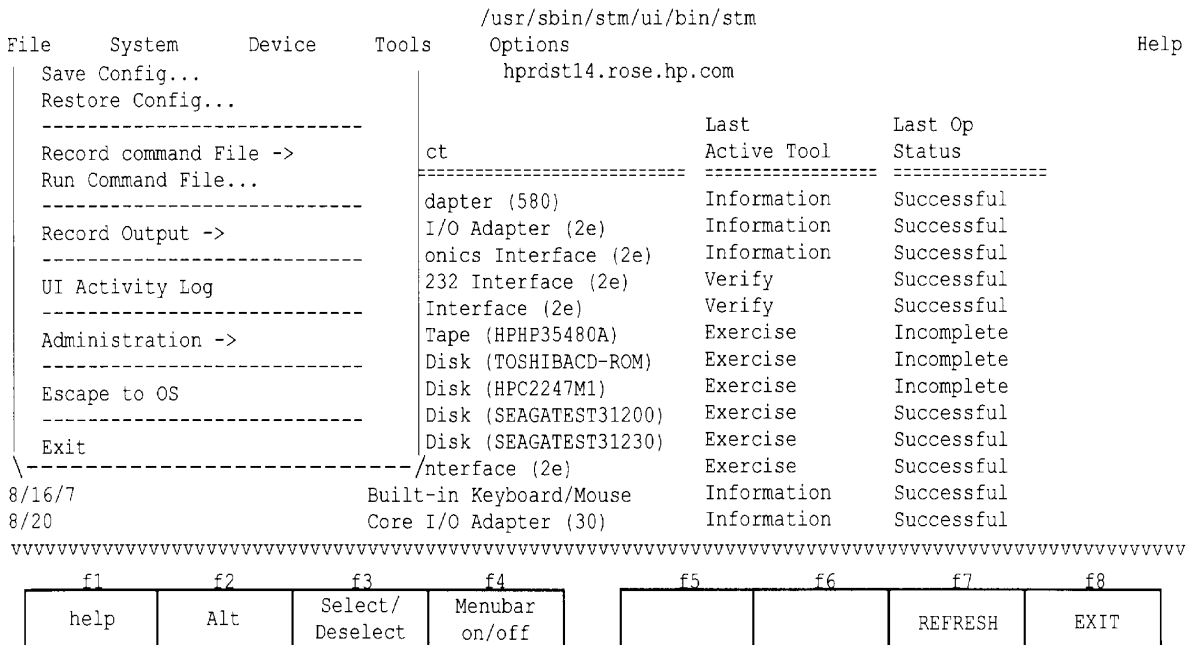 /usr/sbin/stm/ui/bin/stm
File System Device Tools Options Help
Save Config... hprdst14.rose.hp.com
Restore Config...
------------------------------ Last Last Op
Record command File -> ct Active Tool Status
Run Command File... =========================== ================= ===============
------------------------------ dapter (580) Information Successful
Record Output -> I/O Adapter (2e) Information Successful
------------------------------ onics Interface (2e) Information Successful
UI Activity Log 232 Interface (2e) Verify Successful
------------------------------ Interface (2e) Verify Successful
Administration -> Tape (HPHP35480A) Exercise Incomplete
------------------------------ Disk (TOSHIBACD-ROM) Exercise Incomplete
Escape to OS Disk (HPC2247M1) Exercise Incomplete
------------------------------ Disk (SEAGATEST31200) Exercise Successful
Exit Disk (SEAGATEST31230) Exercise Successful
\------------------------------------/nterface (2e) Exercise Successful
8/16/7 Built-in Keyboard/Mouse Information Successful
8/20 Core I/O Adapter (30) Information Successful
vvvvvvvvvvvvvvvvvvvvvvvvvvvvvvvvvvvvvvvvvvvvvvvvvvvvvvvvvvvvvvvvvvvvvvvvvvvvvvvvvvvvvvvvvvvvvvvvvvvvv
f1 f2 f3 f4 f5 f6 f7 f8
help Alt Select/ Menubar REFRESH EXIT
Deselect on/off